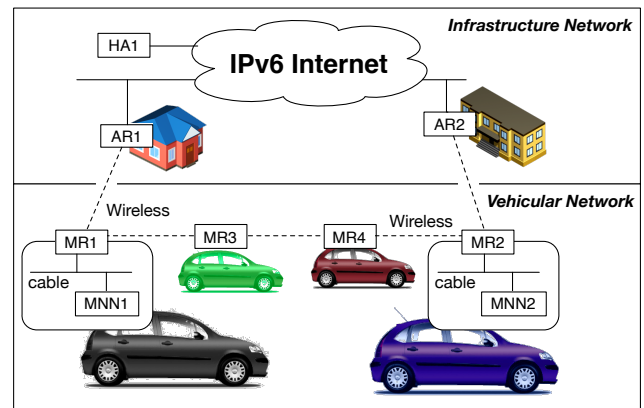 Infrastructure Network
HA1
IPv6 Internet
AR1
AR2
Vehicular Network
Wireless
Wireless
MR1
MR3
MR4
MR2
cable
cable
MNN1
MNN2